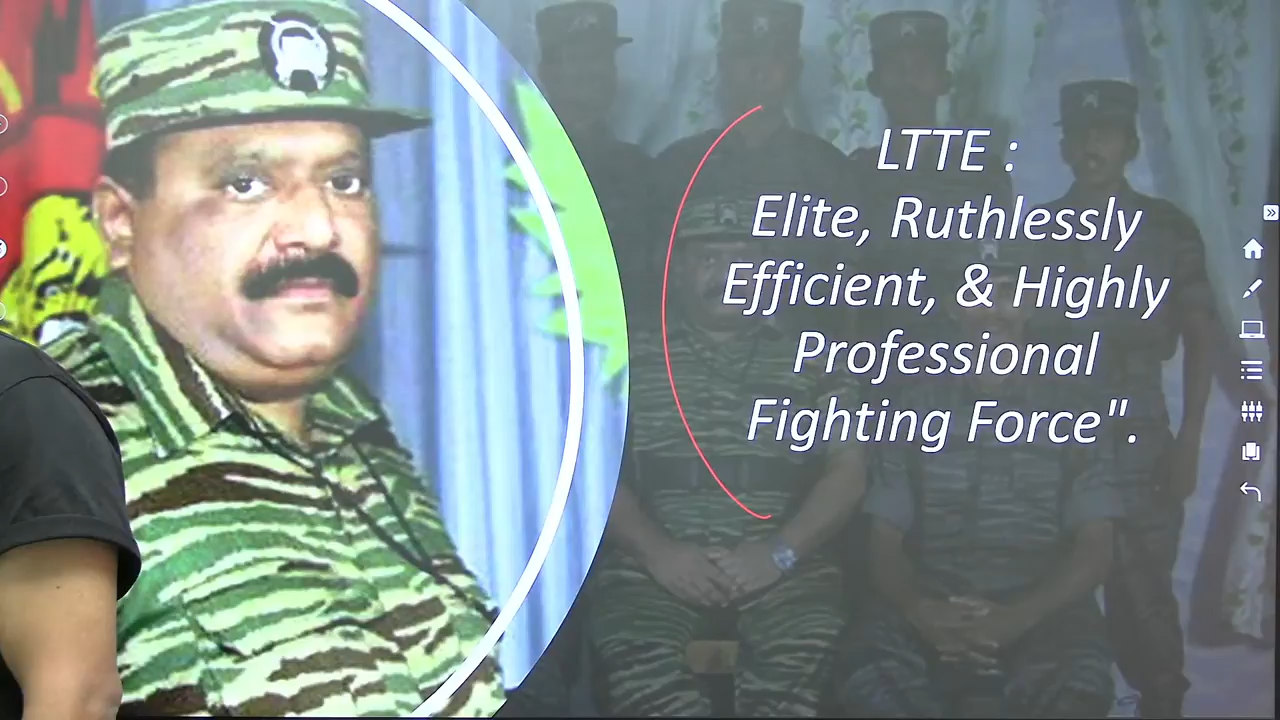 LTTE :
Elite, Ruthlessly
Efficient, & Highly
Professional
Fighting Force".